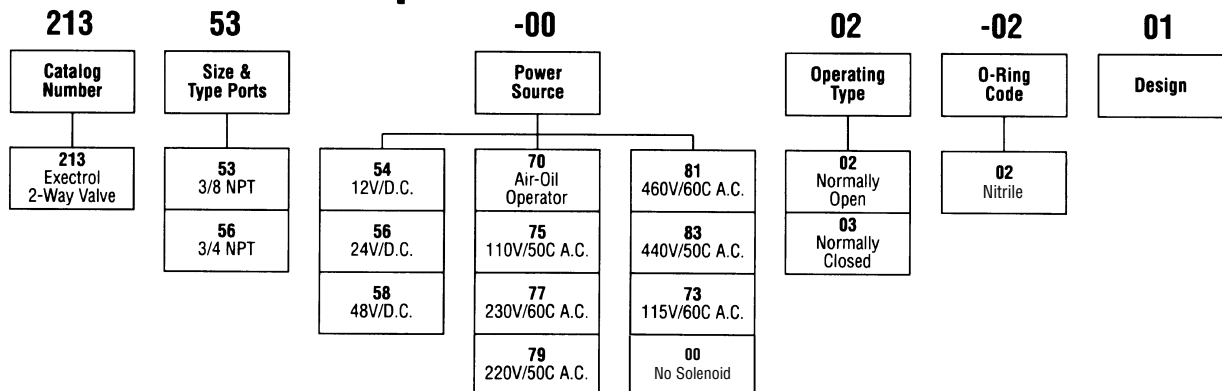 213 53 -00 02 -02 01
Catalog
Number
Size &
Type Ports
Power
Source
Operating
Type
O-Ring
Code
Design
213
Exectrol
2-Way Valve
53
3/8 NPT
56
3/4 NPT
54
12V/D.C.
56
24V/D.C.
58
48V/D.C.
70
Air-Oil
Operator
75
110V/50C A.C.
77
230V/60C A.C.
79
220V/50C A.C.
81
460V/60C A.C.
83
440V/50C A.C.
73
115V/60C A.C.
00
No Solenoid
02
Normally
Open
03
Normally
Closed
02
Nitrile